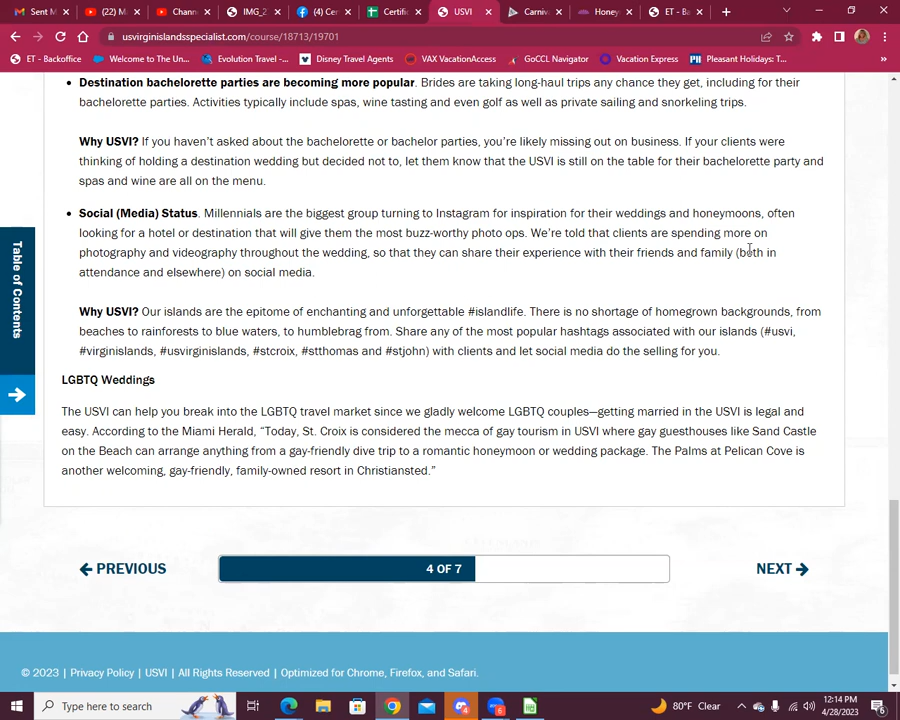 Sent M
(22) M
Chann
IMG_2
(4) Car
Certific
USVI
Carniv
Honey
ET - Ba
usvirginislandsspecialist.com/course/18713/19701
ET - Backoffice
Welcome to The Un...
Evolution Travel -...
Disney Travel Agents
VAX VacationAccess
GoCCL Navigator
Vacation Express
Pleasant Holidays: T...
»
• Destination bachelorette parties are becoming more popular. Brides are taking long-haul trips any chance they get, including for their
bachelorette parties. Activities typically include spas, wine tasting and even golf as well as private sailing and snorkeling trips.
Why USVI? If you haven't asked about the bachelorette or bachelor parties, you're likely missing out on business. If your clients were
thinking of holding a destination wedding but decided not to, let them know that the USVI is still on the table for their bachelorette party and
spas and wine are all on the menu.
• Social (Media) Status. Millennials are the biggest group turning to Instagram for inspiration for their weddings and honeymoons, often
looking for a hotel or destination that will give them the most buzz-worthy photo ops. We're told that clients are spending more on
photography and videography throughout the wedding, so that they can share their experience with their friends and family (both in
attendance and elsewhere) on social media.
Why USVI? Our islands are the epitome of enchanting and unforgettable #islandlife. There is no shortage of homegrown backgrounds, from
beaches to rainforests to blue waters, to humblebrag from. Share any of the most popular hashtags associated with our islands (#usvi,
#virginislands, #usvirginislands, #stcroix, #stthomas and #stjohn) with clients and let social media do the selling for you.
Table of Contents
LGBTQ Weddings
The USVI can help you break into the LGBTQ travel market since we gladly welcome LGBTQ couples—getting married in the USVI is legal and
easy. According to the Miami Herald, “Today, St. Croix is considered the mecca of gay tourism in USVI where gay guesthouses like Sand Castle
on the Beach can arrange anything from a gay-friendly dive trip to a romantic honeymoon or wedding package. The Palms at Pelican Cove is
another welcoming, gay-friendly, family-owned resort in Christiansted.”
PREVIOUS
4 OF 7
NEXT
© 2023 | Privacy Policy | USVI | All Rights Reserved | Optimized for Chrome, Firefox, and Safari.
Type here to search
80°F Clear
12:14 PM
4/28/2023